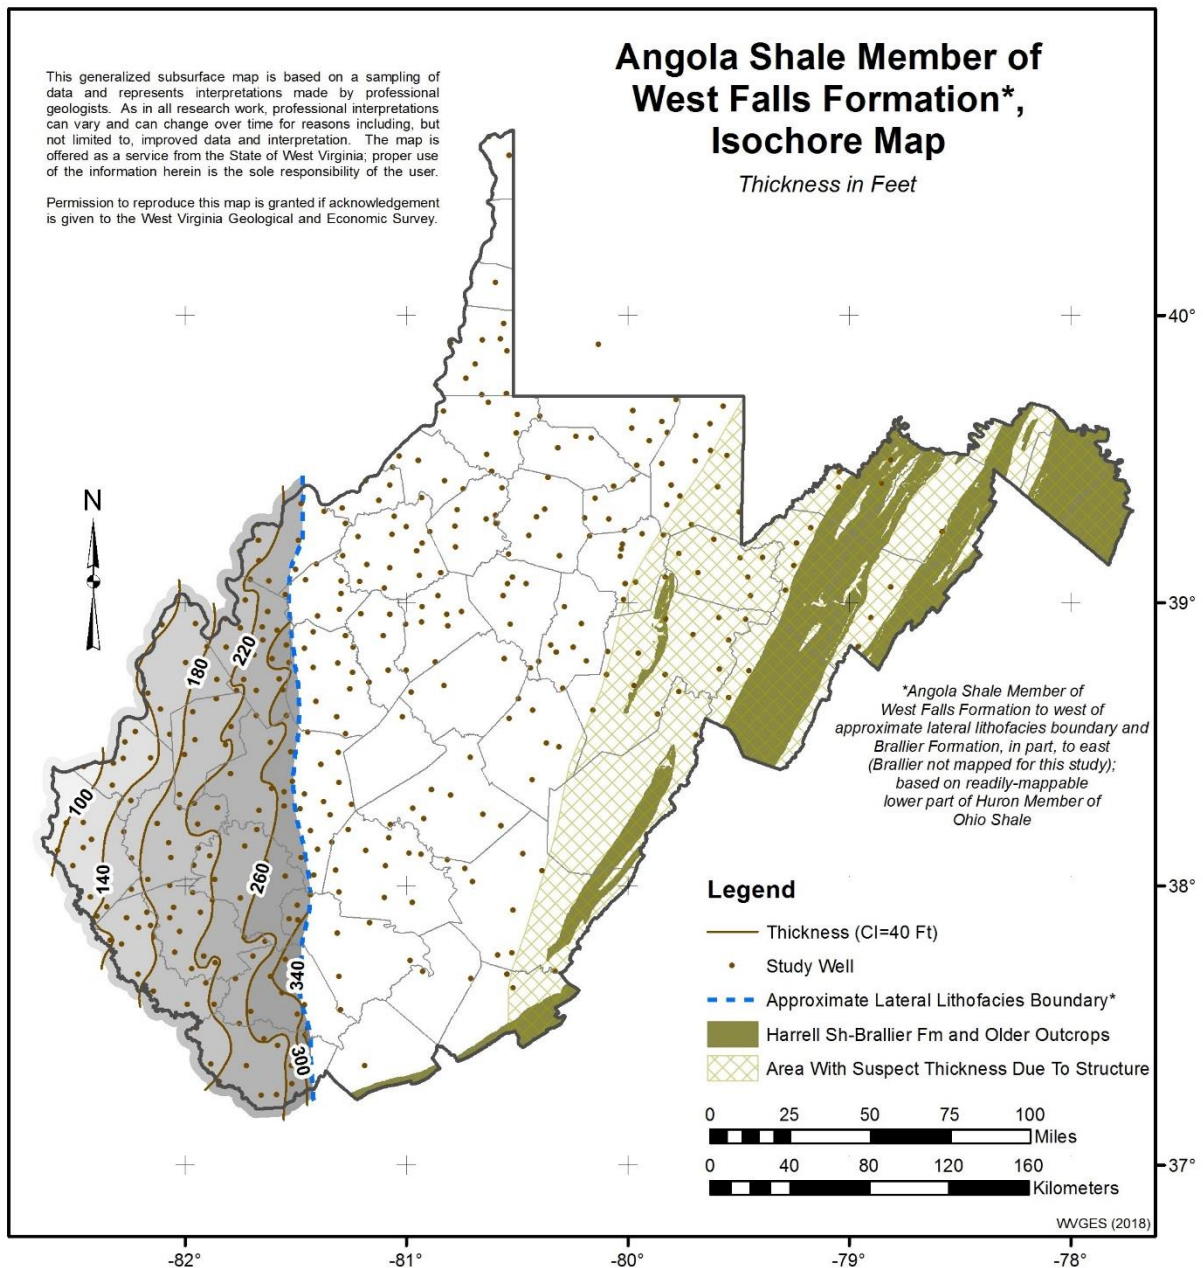 Angola Shale Member of
West Falls Formation*,
Isochore Map
Thickness in Feet
This generalized subsurface map is based on a sampling of
data and represents interpretations made by professional
geologists. As in all research work, professional interpretations
can vary and can change over time for reasons including, but
not limited to, improved data and interpretation. The map is
offered as a service from the State of West Virginia; proper use
of the information herein is the sole responsibility of the user.
Permission to reproduce this map is granted if acknowledgement
is given to the West Virginia Geological and Economic Survey.
40°
N
39°
220
180
*Angola Shale Member of
West Falls Formation to west of
approximate lateral lithofacies boundary and
Brallier Formation, in part, to east
(Brallier not mapped for this study);
based on readily-mappable
lower part of Huron Member of
Ohio Shale
100
140
260
38°
Legend
Thickness (CI=40 Ft)
Study Well
340
Approximate Lateral Lithofacies Boundary*
Harrell Sh-Brallier Fm and Older Outcrops
300
Area With Suspect Thickness Due To Structure
0 25 50 75 100
Miles
0 40 80 120 160
Kilometers
37°
WVGES (2018)
-82° -81° -80° -79° -78°